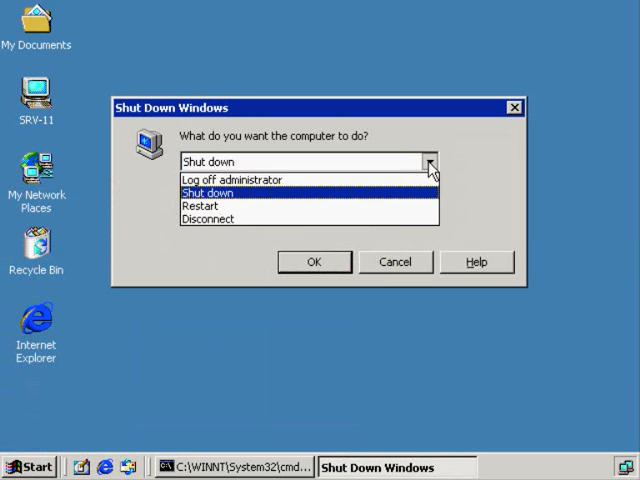 My Documents
SRV-11
My Network
Places
Recycle Bin
Internet
Explorer
Shut Down Windows
What do you want the computer to do?
Shut down
Log off administrator
Shut down
Restart
Disconnect
OK
Cancel
Help
Start
C:\WINNT\System32\cmd...
Shut Down Windows